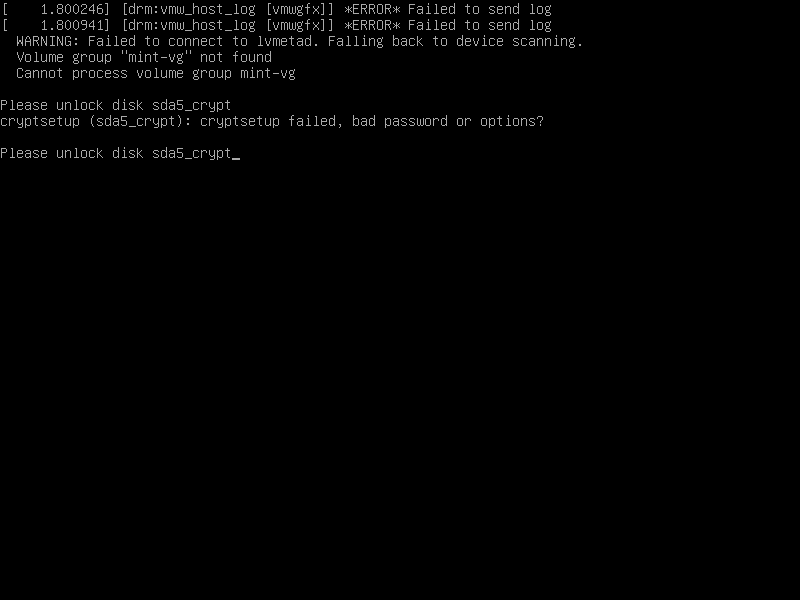 [    1.800246] [drm:vmw_host_log [vmwgfx]] *ERROR* Failed to send log
[    1.800941] [drm:vmw_host_log [vmwgfx]] *ERROR* Failed to send log
  WARNING: Failed to connect to lvmetad. Falling back to device scanning.
  Volume group "mint-vg" not found
  Cannot process volume group mint-vg
Please unlock disk sda5_crypt
cryptsetup (sda5_crypt): cryptsetup failed, bad password or options?
Please unlock disk sda5_crypt_